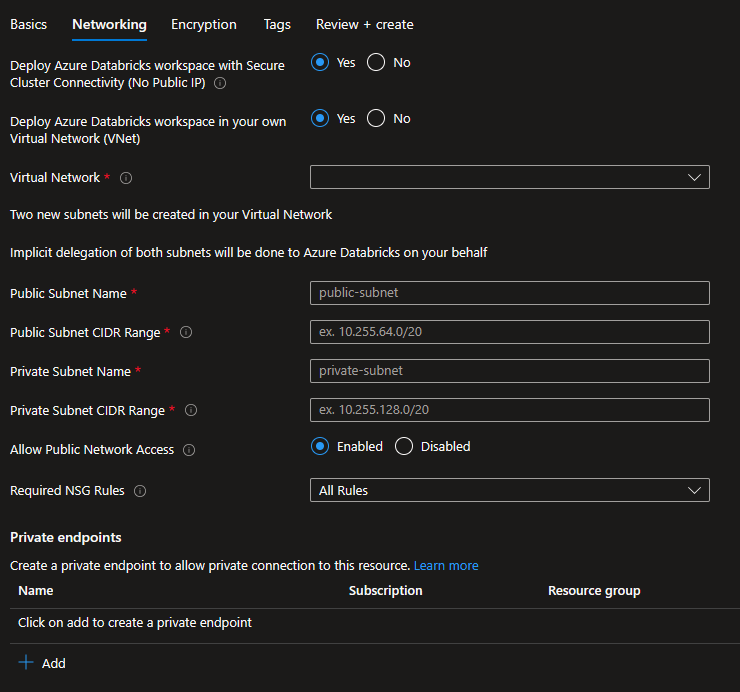 Basics Networking Encryption Tags Review + create
Deploy Azure Databricks workspace with Secure
Cluster Connectivity (No Public IP)
Yes No
Deploy Azure Databricks workspace in your own
Virtual Network (VNet)
Yes No
Virtual Network *
Two new subnets will be created in your Virtual Network
Implicit delegation of both subnets will be done to Azure Databricks on your behalf
Public Subnet Name * public-subnet
Public Subnet CIDR Range * ex. 10.255.64.0/20
Private Subnet Name * private-subnet
Private Subnet CIDR Range * ex. 10.255.128.0/20
Allow Public Network Access Enabled Disabled
Required NSG Rules All Rules
Private endpoints
Create a private endpoint to allow private connection to this resource. Learn more
Name Subscription Resource group
Click on add to create a private endpoint
+ Add